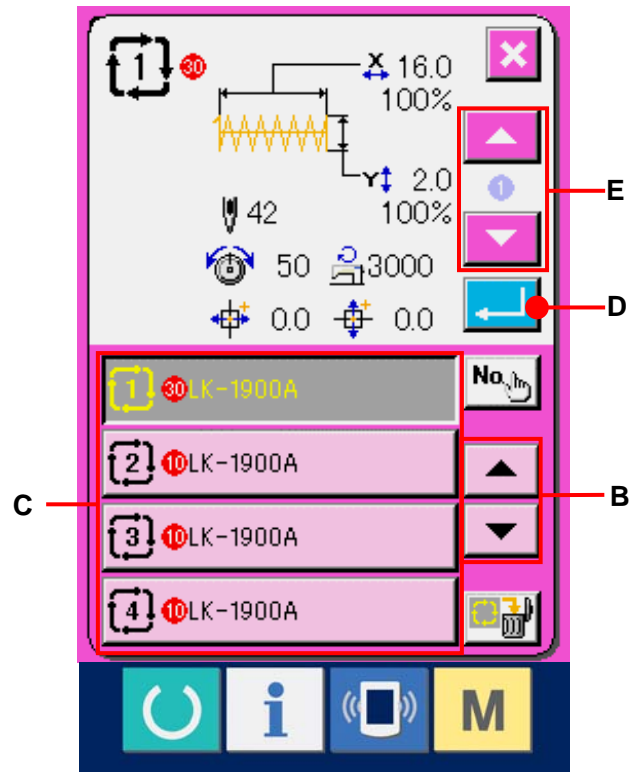 1 30 X 16.0
100%
1
Y 2.0
100%
1
E
42
50 3000
D
0.0 0.0
1 30 LK-1900A
No.
2 10 LK-1900A
B
C
3 10 LK-1900A
4 10 LK-1900A
i M